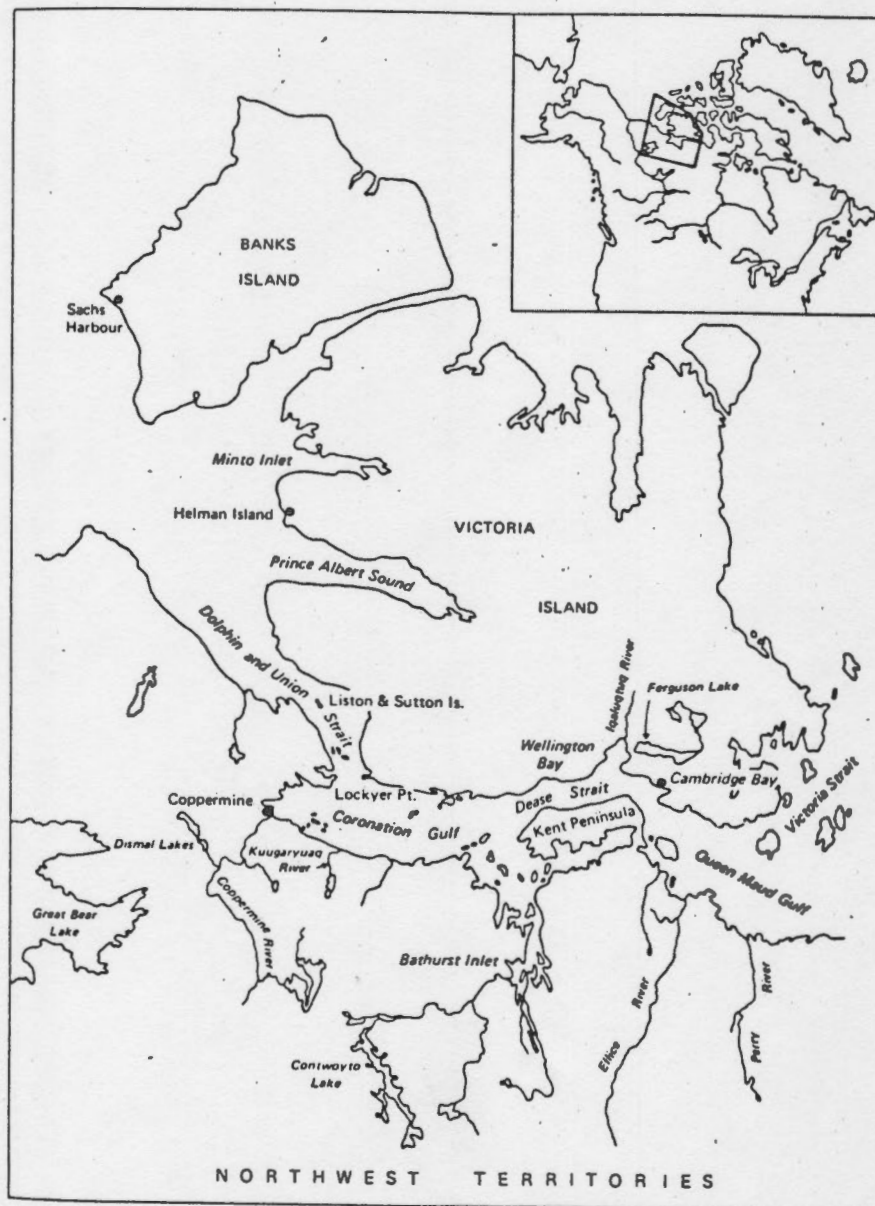 BANKS
ISLAND
Sachs
Harbour
Minto Inlet
Helman Island
VICTORIA
Prince Albert Sound
ISLAND
Dolphin and Union
Strait
Liston & Sutton Is.
Iqaluqtuq River
Ferguson Lake
Wellington
Bay
Cambridge Bay
Victoria Strait
Coppermine
Lockyer Pt.
Dease Strait
Coronation Gulf
Kent Peninsula
Dismal Lakes
Kuugaryuaq
River
Queen Maud Gulf
Great Bear
Lake
Coppermine River
Bathurst Inlet
Ellice River
Perry River
Contwoyto
Lake
NORTHWEST TERRITORIES